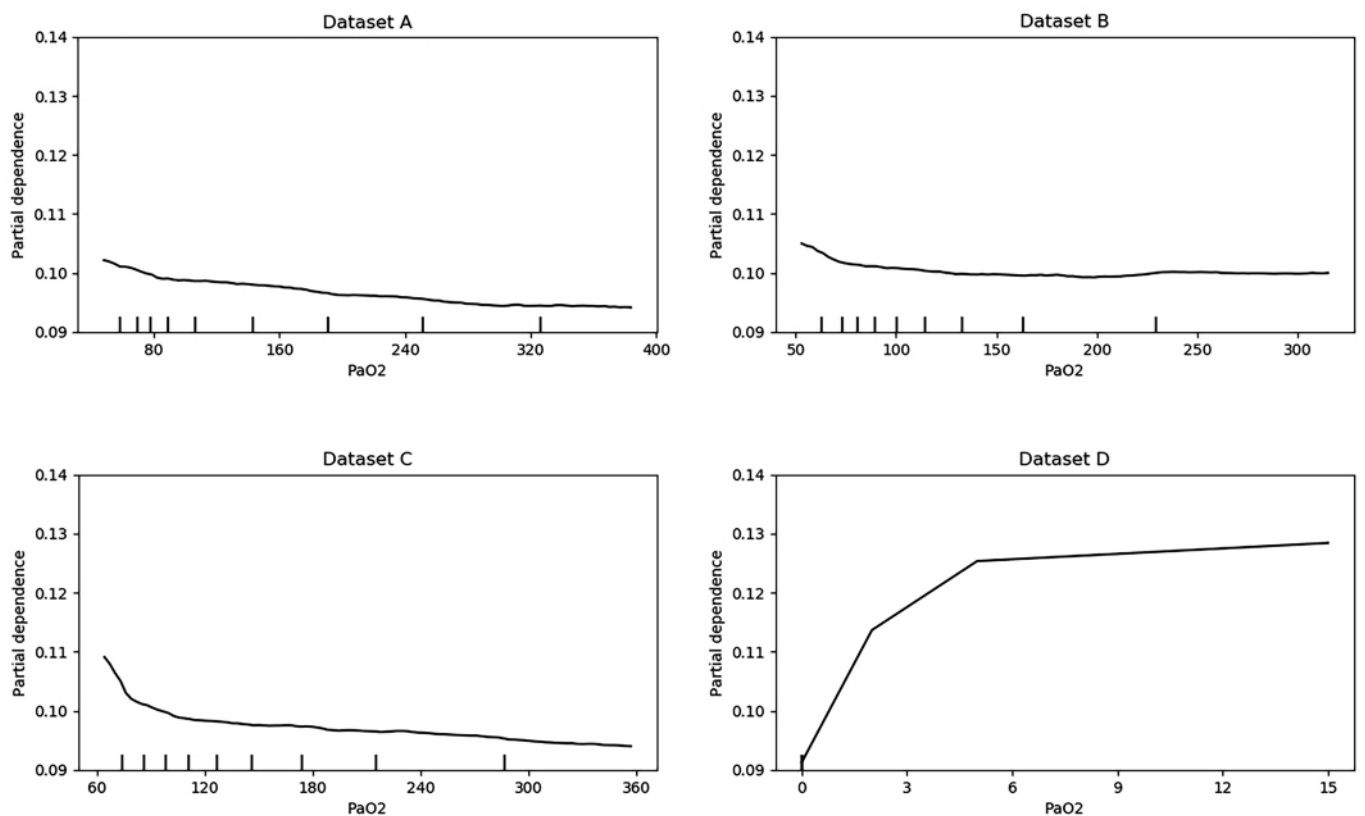 Dataset A
0.14
0.13
0.12
0.11
0.10
0.09
Partial dependence
80 160 240 320 400
PaO2
Dataset B
0.14
0.13
0.12
0.11
0.10
0.09
Partial dependence
50 100 150 200 250 300
PaO2
Dataset C
0.14
0.13
0.12
0.11
0.10
0.09
Partial dependence
60 120 180 240 300 360
PaO2
Dataset D
0.14
0.13
0.12
0.11
0.10
0.09
Partial dependence
0 3 6 9 12 15
PaO2